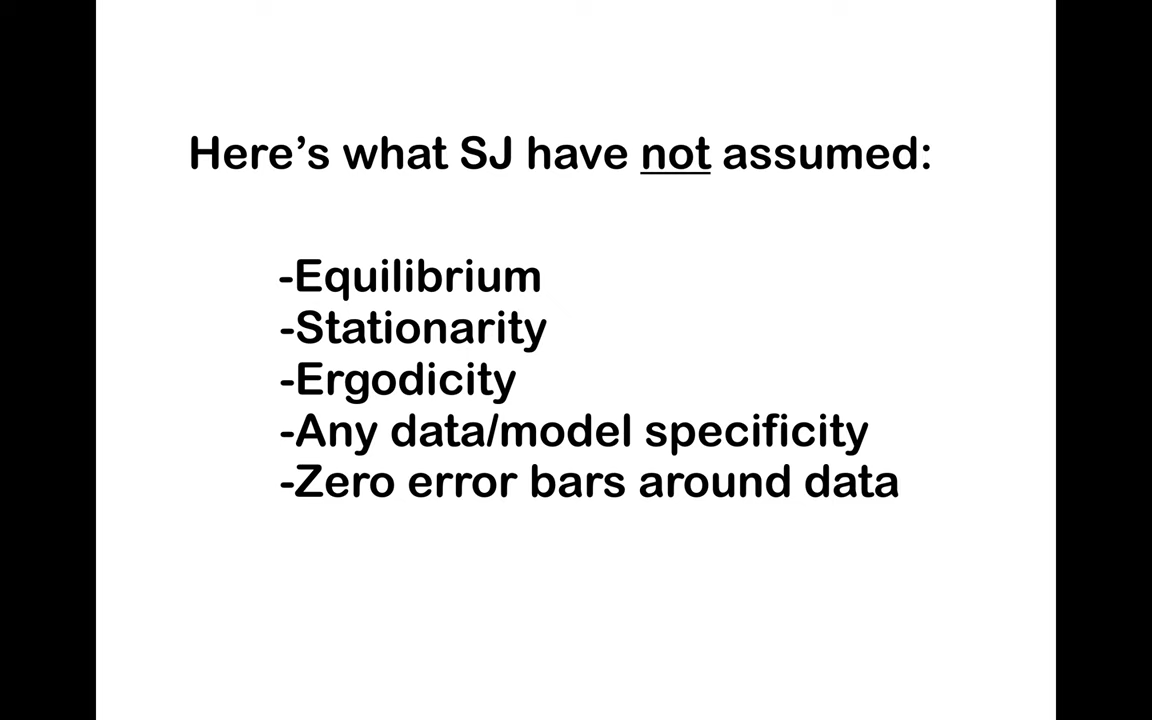 Here’s what SJ have not assumed:
-Equilibrium
-Stationarity
-Ergodicity
-Any data/model specificity
-Zero error bars around data